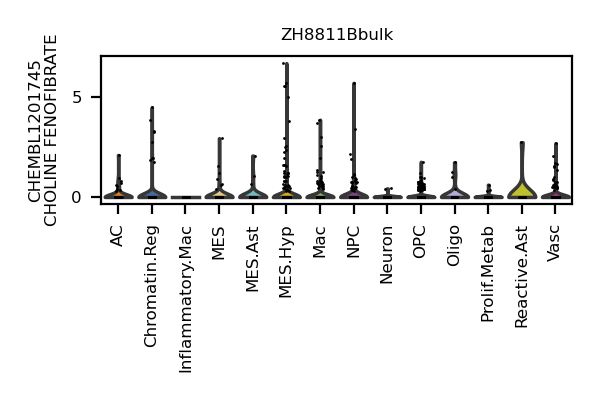 ZH8811Bbulk
CHEMBL1201745
CHOLINE FENOFIBRATE
5
0
AC
Chromatin.Reg
Inflammatory.Mac
MES
MES.Ast
MES.Hyp
Mac
NPC
Neuron
OPC
Oligo
Prolif.Metab
Reactive.Ast
Vasc